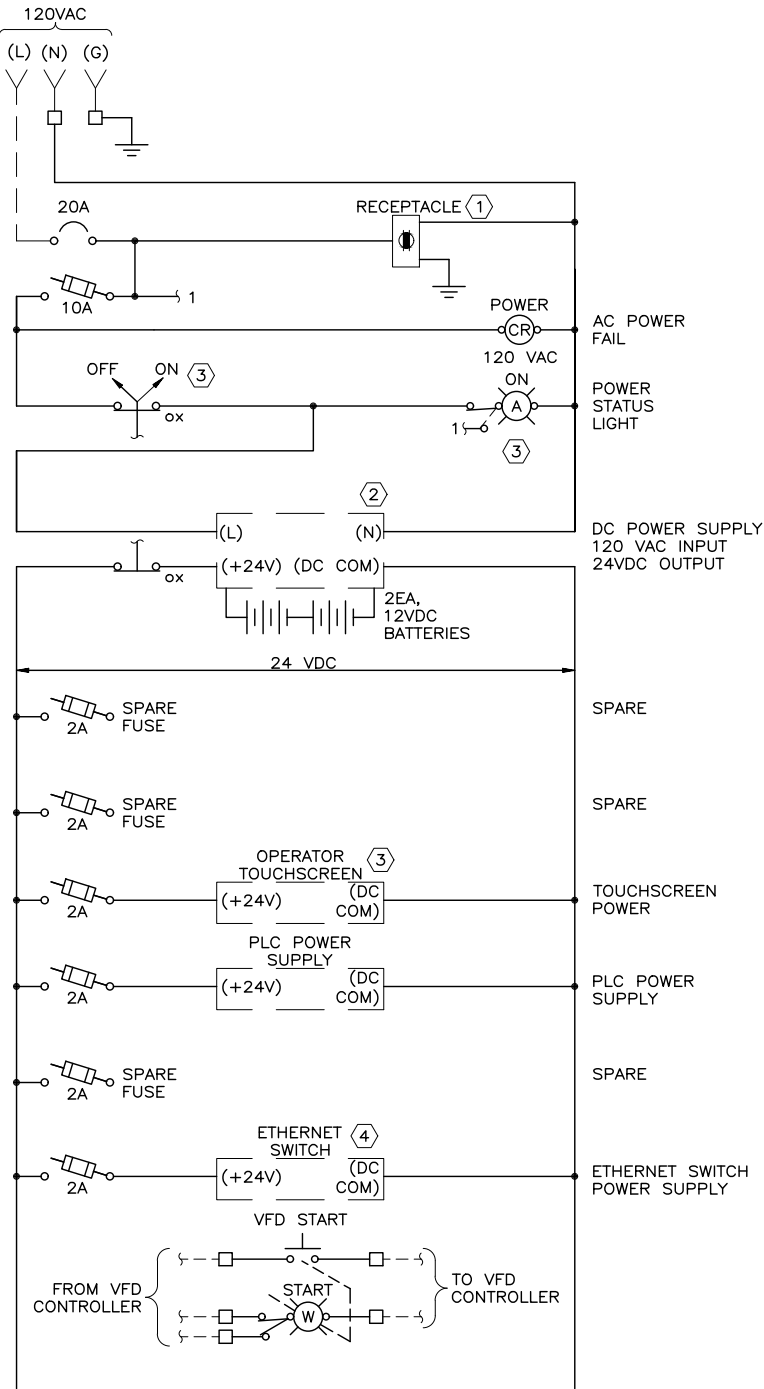 120VAC
(L) (N) (G)
20A
RECEPTACLE 1
10A
1
POWER
CR
120 VAC
AC POWER
FAIL
OFF ON 3
OX
ON
A
1
3
POWER
STATUS
LIGHT
2
(L) (N)
(+24V) (DC COM)
OX
DC POWER SUPPLY
120 VAC INPUT
24VDC OUTPUT
2EA,
12VDC
BATTERIES
24 VDC
2A
SPARE
FUSE
SPARE
2A
SPARE
FUSE
SPARE
OPERATOR
TOUCHSCREEN 3
2A
(+24V) (DC
COM)
TOUCHSCREEN
POWER
PLC POWER
SUPPLY
2A
(+24V) (DC
COM)
PLC POWER
SUPPLY
2A
SPARE
FUSE
SPARE
ETHERNET
SWITCH 4
2A
(+24V) (DC
COM)
ETHERNET SWITCH
POWER SUPPLY
VFD START
FROM VFD
CONTROLLER
START
W
TO VFD
CONTROLLER